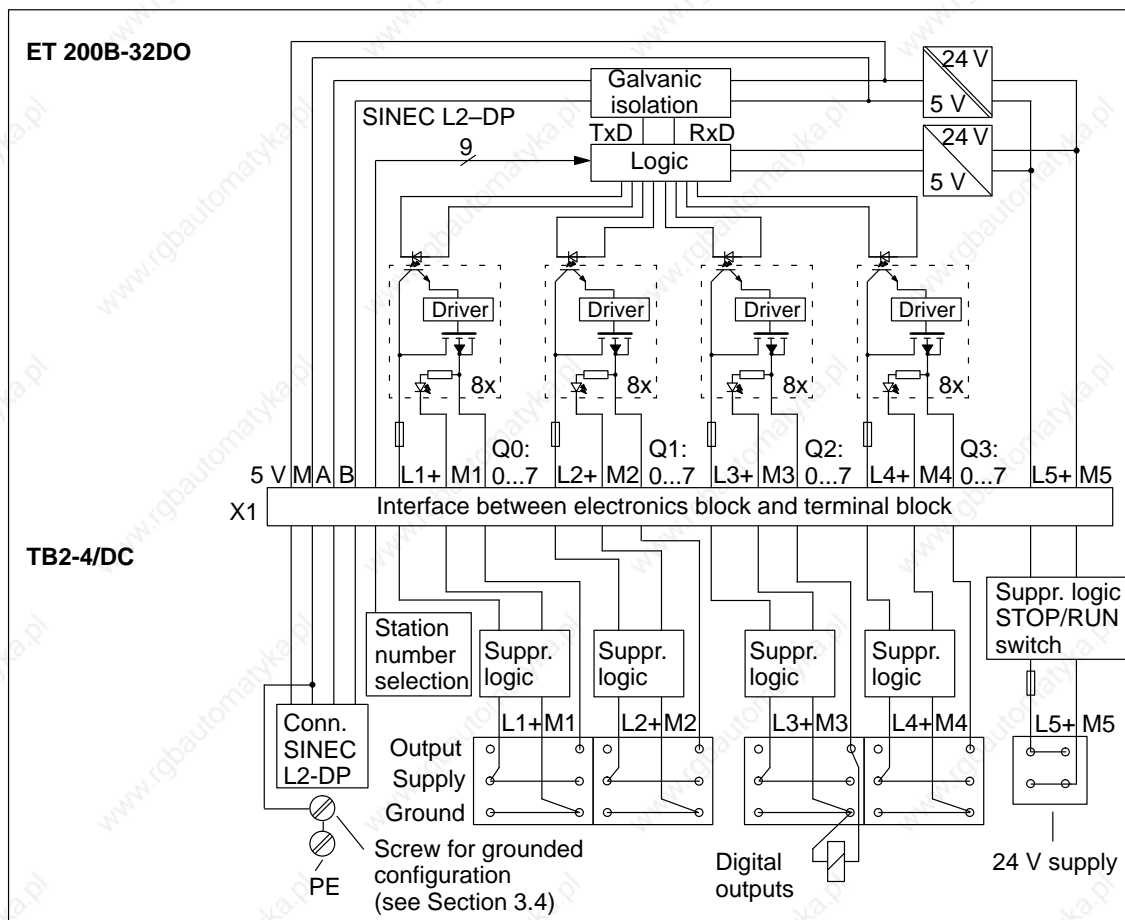 ET 200B-32DO
24 V
5 V
Galvanic
isolation
SINEC L2–DP
TxD RxD
9
Logic
24 V
5 V
Driver Driver Driver Driver
8x 8x 8x 8x
Q0: Q1: Q2: Q3:
5 V M A B L1+ M1 0...7 L2+ M2 0...7 L3+ M3 0...7 L4+ M4 0...7 L5+ M5
X1 Interface between electronics block and terminal block
TB2-4/DC
Suppr. logic
STOP/RUN
switch
Station
number
selection
Suppr.
logic
Suppr.
logic
Suppr.
logic
Suppr.
logic
Conn.
SINEC
L2-DP
L1+ M1 L2+ M2 L3+ M3 L4+ M4 L5+ M5
Output
Supply
Ground
PE
Screw for grounded
configuration
(see Section 3.4)
Digital
outputs
24 V supply
www.rgbautomatyka.pl